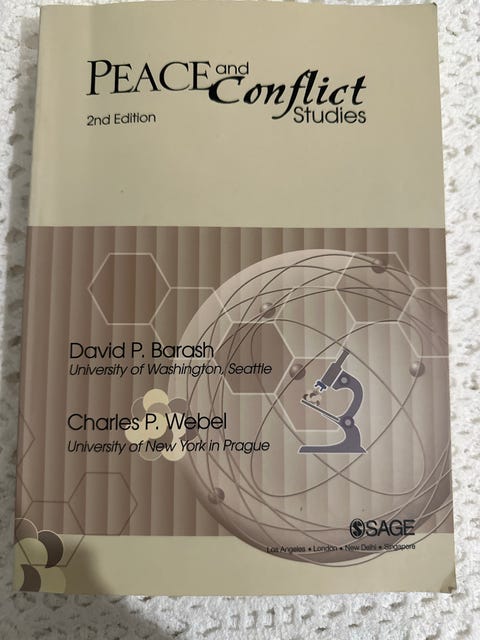 PEACE and Conflict
Studies
2nd Edition
David P. Barash
University of Washington, Seattle
Charles P. Webel
University of New York in Prague
SAGE
Los Angeles • London • New Delhi • Singapore